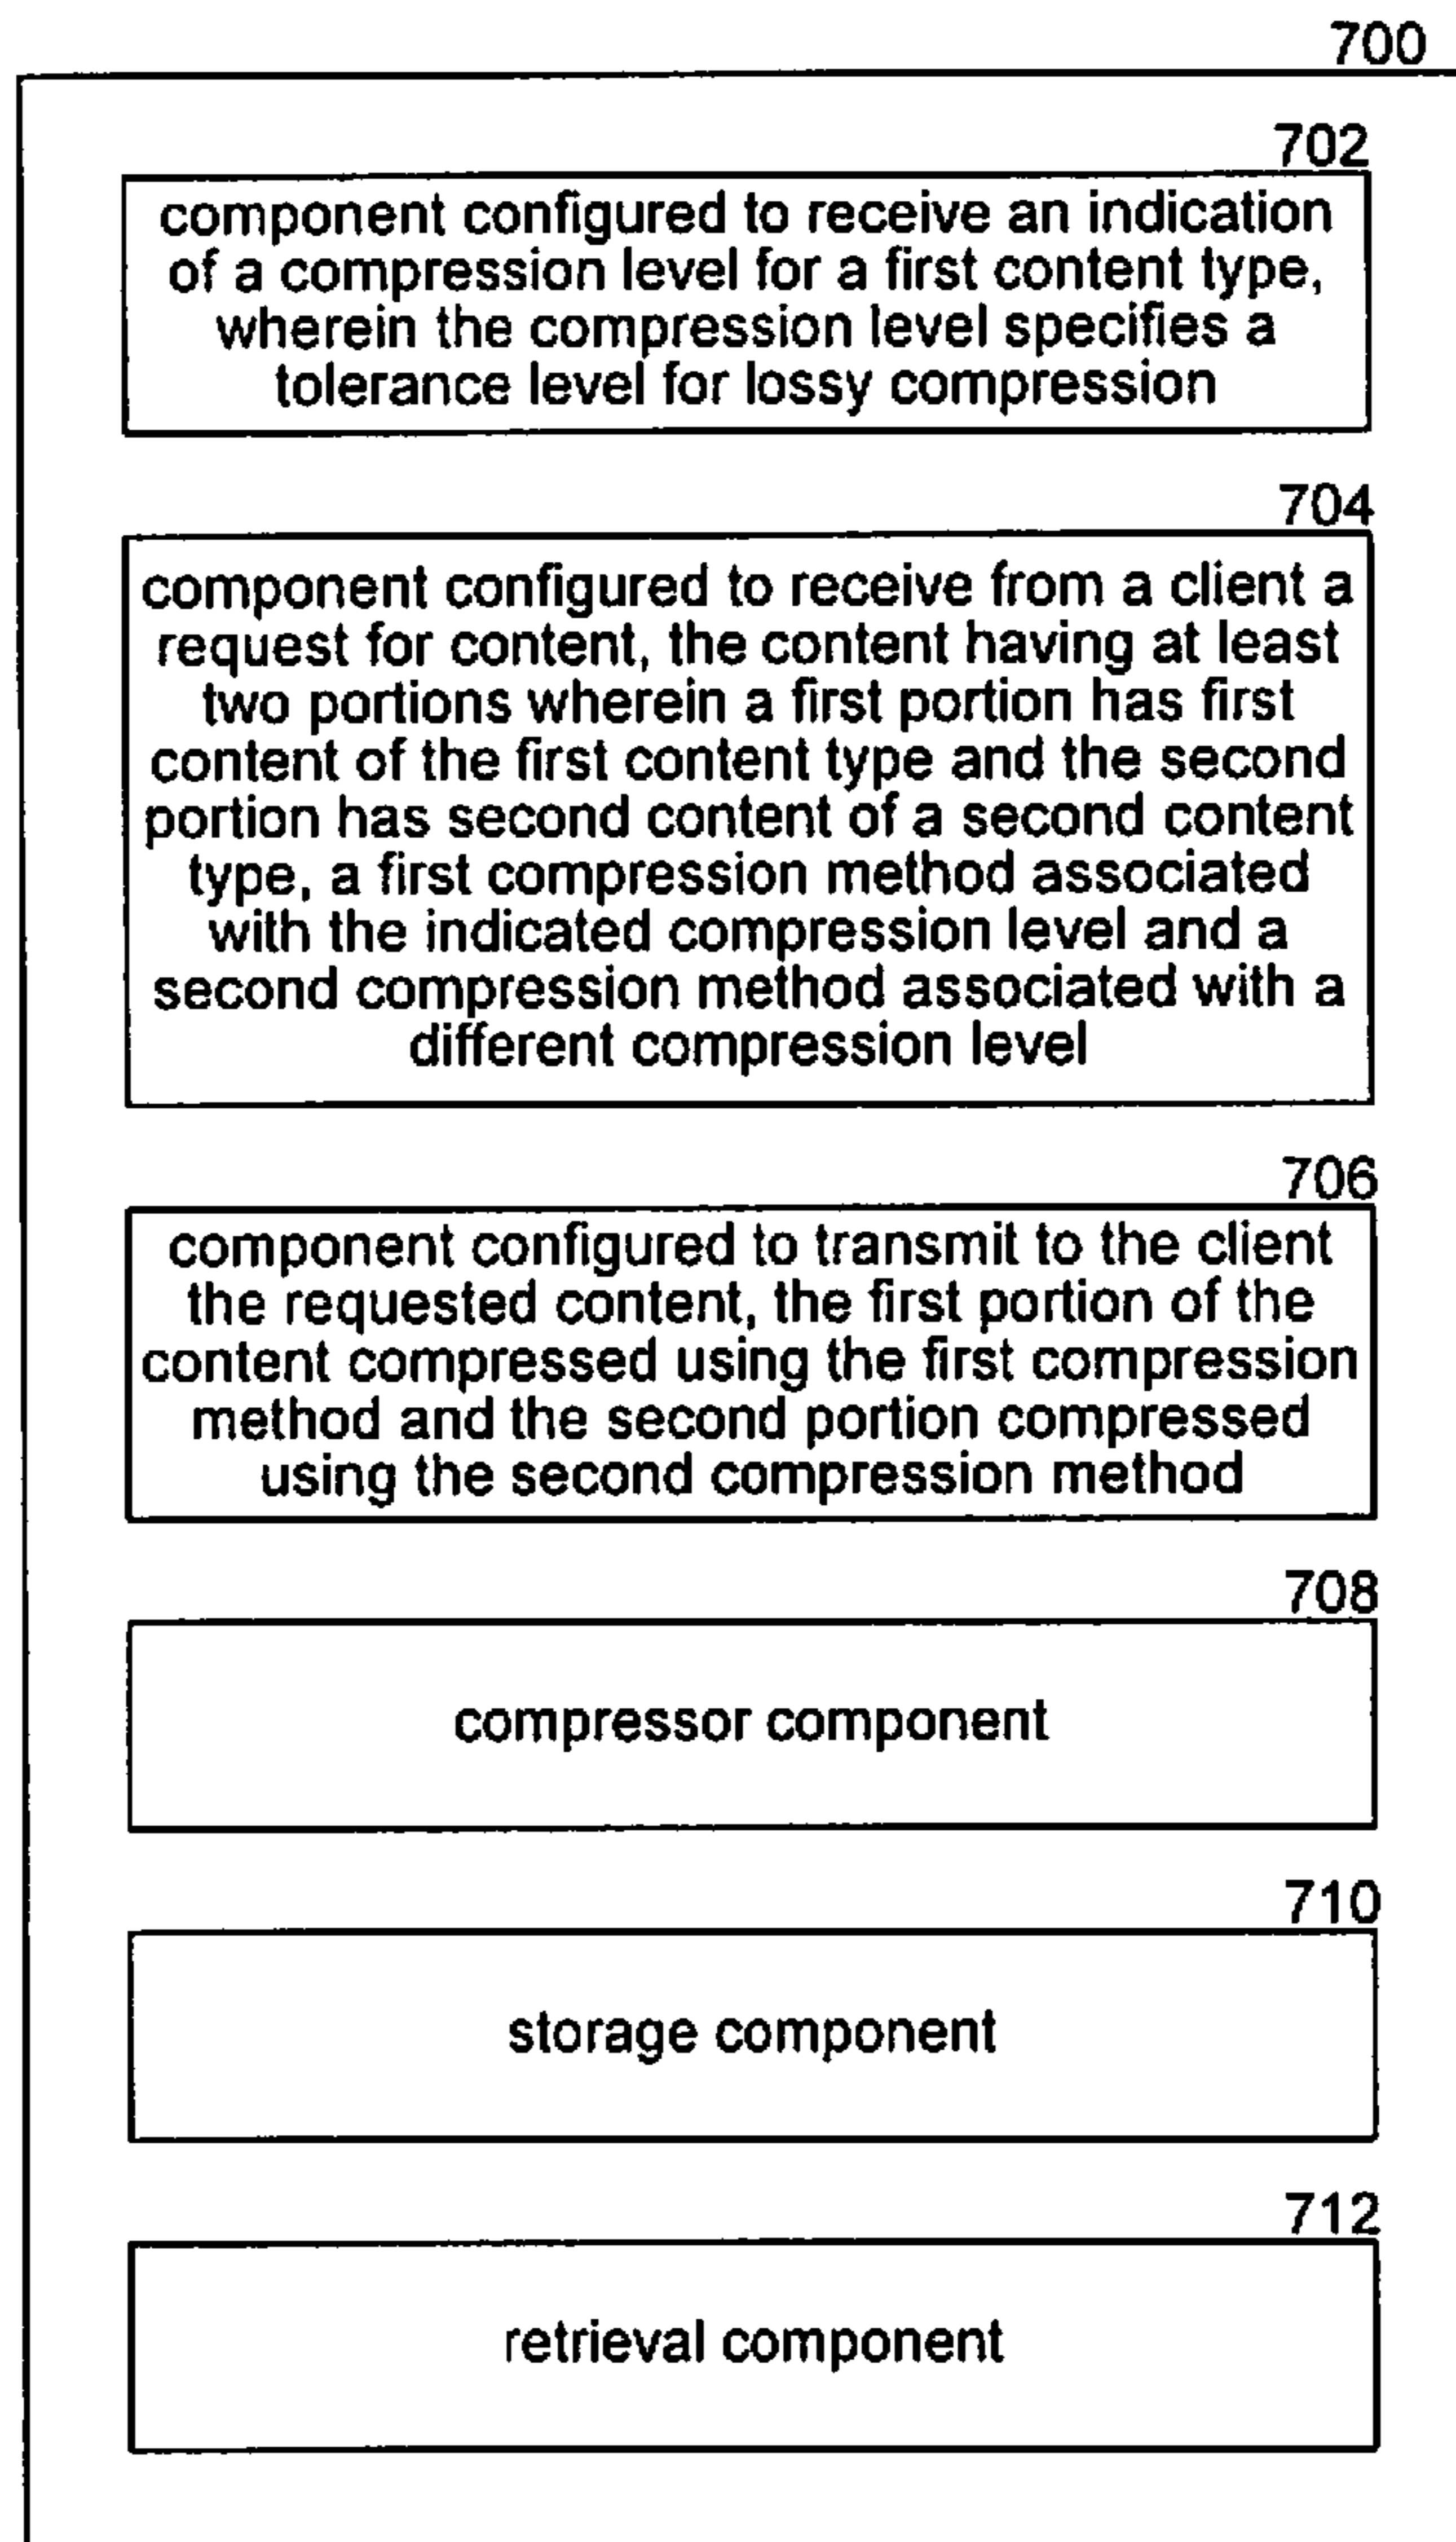 700
702
component configured to receive an indication
of a compression level for a first content type,
wherein the compression level specifies a
tolerance level for lossy compression
704
component configured to receive from a client a
request for content, the content having at least
two portions wherein a first portion has first
content of the first content type and the second
portion has second content of a second content
type, a first compression method associated
with the indicated compression level and a
second compression method associated with a
different compression level
706
component configured to transmit to the client
the requested content, the first portion of the
content compressed using the first compression
method and the second portion compressed
using the second compression method
708
compressor component
710
storage component
712
retrieval component